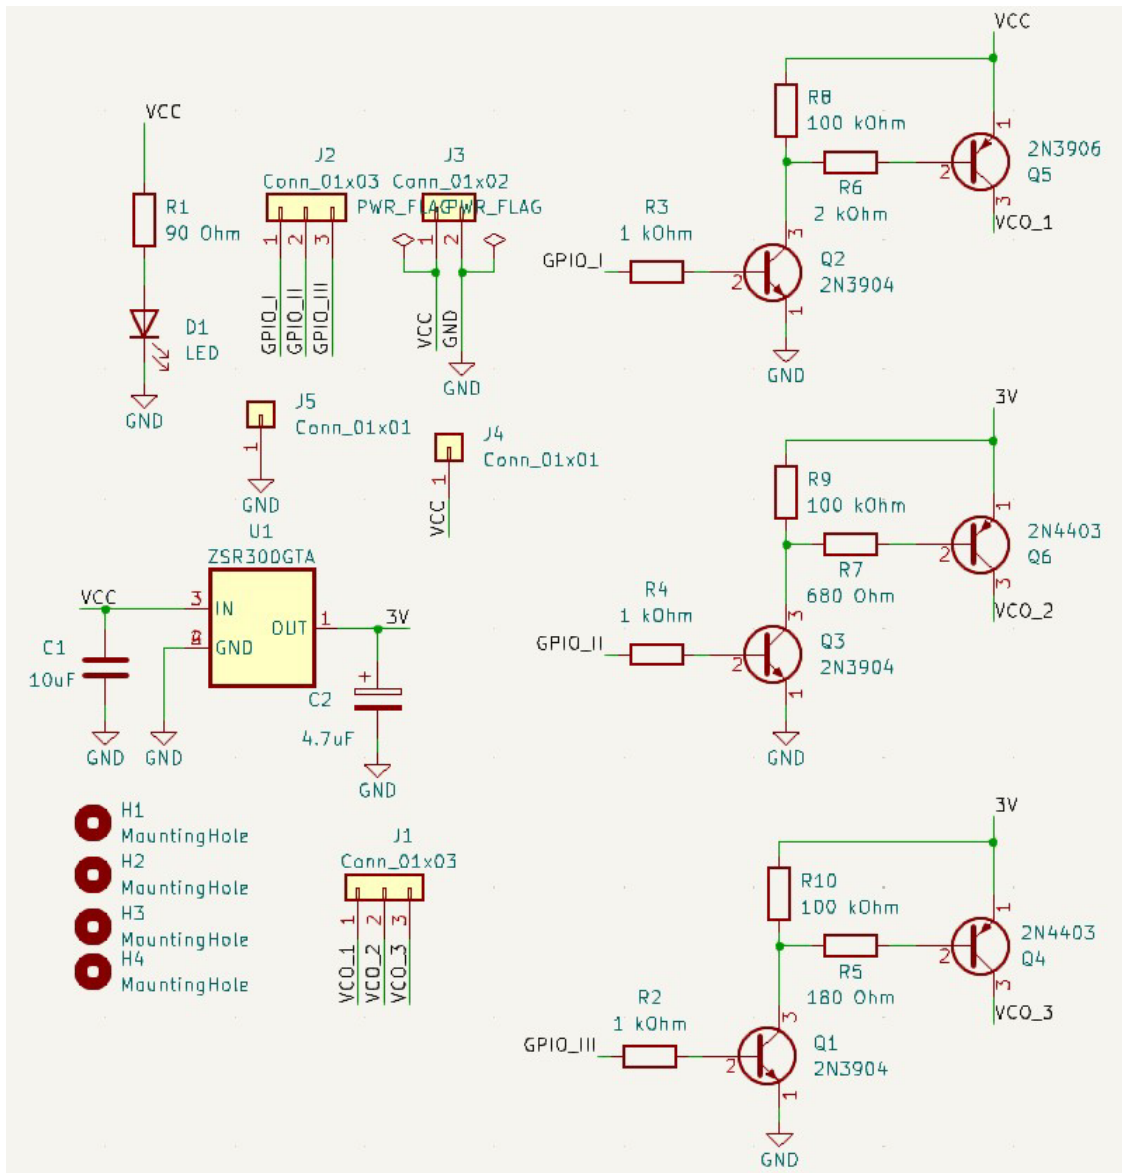 VCC
R1
90 Ohm
D1
LED
GND
J2
Conn_01x03
1
2
3
GPIO_I
GPIO_II
GPIO_III
J3
Conn_01x02
PWR_FLAG
PWR_FLAG
1
2
VCC
GND
GND
J5
Conn_01x01
1
GND
J4
Conn_01x01
1
VCC
U1
ZSR300GTA
VCC
3
IN
GND
OUT
1
3V
C1
10uF
GND
GND
C2
+
4.7uF
GND
H1
MountingHole
H2
MountingHole
H3
MountingHole
H4
MountingHole
J1
Conn_01x03
1
2
3
VCO_1
VCO_2
VCO_3
VCC
R8
100 kOhm
R6
2 kOhm
1
2
3
2N3906
Q5
VCO_1
R3
1 kOhm
GPIO_I
2
3
1
Q2
2N3904
GND
3V
R9
100 kOhm
R7
680 Ohm
1
2
3
2N4403
Q6
VCO_2
R4
1 kOhm
GPIO_II
2
3
1
Q3
2N3904
GND
3V
R10
100 kOhm
R5
180 Ohm
1
2
3
2N4403
Q4
VCO_3
R2
1 kOhm
GPIO_III
2
3
1
Q1
2N3904
GND